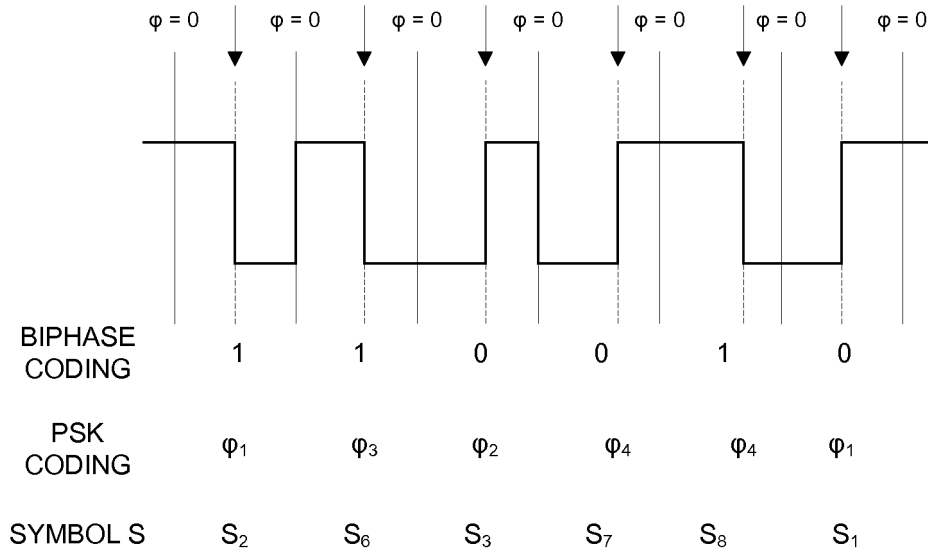 φ = 0 φ = 0 φ = 0 φ = 0 φ = 0 φ = 0 φ = 0
BIPHASE
CODING
1 1 0 0 1 0
PSK
CODING
φ1 φ3 φ2 φ4 φ4 φ1
SYMBOL S S2 S6 S3 S7 S8 S1